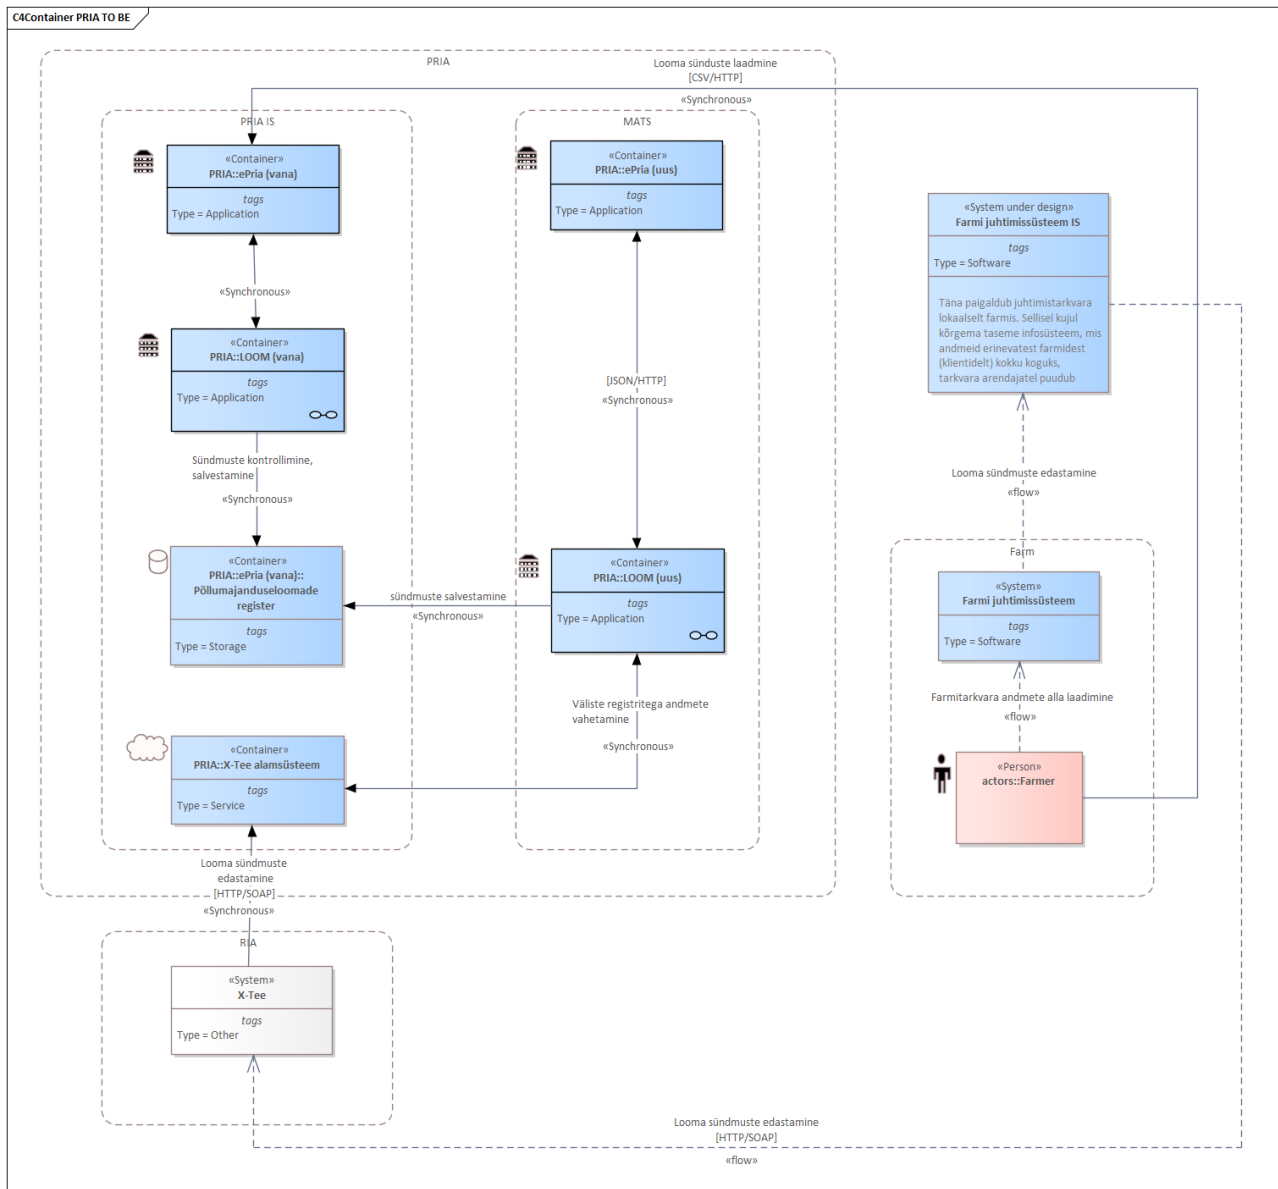 C4Container PRIA TO BE
PRIA
Looma sünduste laadmine
[CSV/HTTP]
«Synchronous»
PRIA IS
«Container»
PRIA::ePria (vana)
tags
Type = Application
«Synchronous»
«Container»
PRIA::LOOM (vana)
tags
Type = Application
Sündmuste kontrollimine,
salvestamine
«Synchronous»
«Container»
PRIA::ePria (vana)::
Põllumajanduseloomade
register
tags
Type = Storage
sündmuste salvestamine
«Synchronous»
«Container»
PRIA::X-Tee alamsüsteem
tags
Type = Service
Looma sündmuste
edastamine
[HTTP/SOAP]
«Synchronous»
MATS
«Container»
PRIA::ePria (uus)
tags
Type = Application
[JSON/HTTP]
«Synchronous»
«Container»
PRIA::LOOM (uus)
tags
Type = Application
Väliste registritega andmete
vahetamine
«Synchronous»
«System under design»
Farmi juhtimissüsteem IS
tags
Type = Software
Täna paigaldub juhtimistarkvara
lokaalselt farmis. Sellisel kujul
kõrgema taseme infosüsteem, mis
andmeid erinevatest farmidest
(klientidelt) kokku koguks,
tarkvara arendajatel puudub
Looma sündmuste edastamine
«flow»
Farm
«System»
Farmi juhtimissüsteem
tags
Type = Software
Farmitarkvara andmete alla laadimine
«flow»
«Person»
actors::Farmer
RIA
«System»
X-Tee
tags
Type = Other
Looma sündmuste edastamine
[HTTP/SOAP]
«flow»